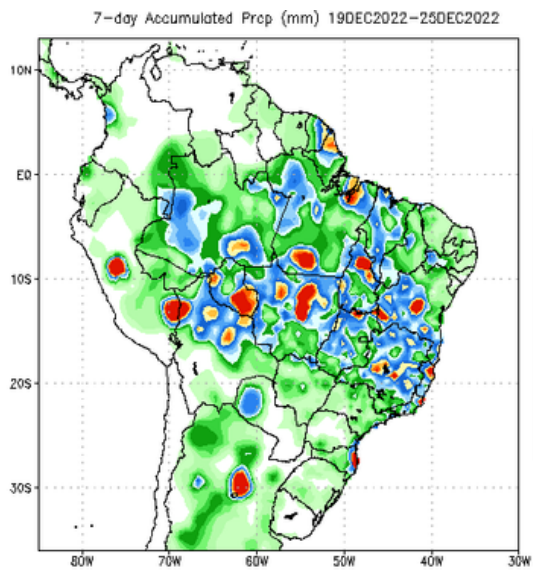 7-day Accumulated Prcp (mm) 19DEC2022-25DEC2022
10N
EQ
10S
20S
30S
80W 70W 60W 50W 40W 30W